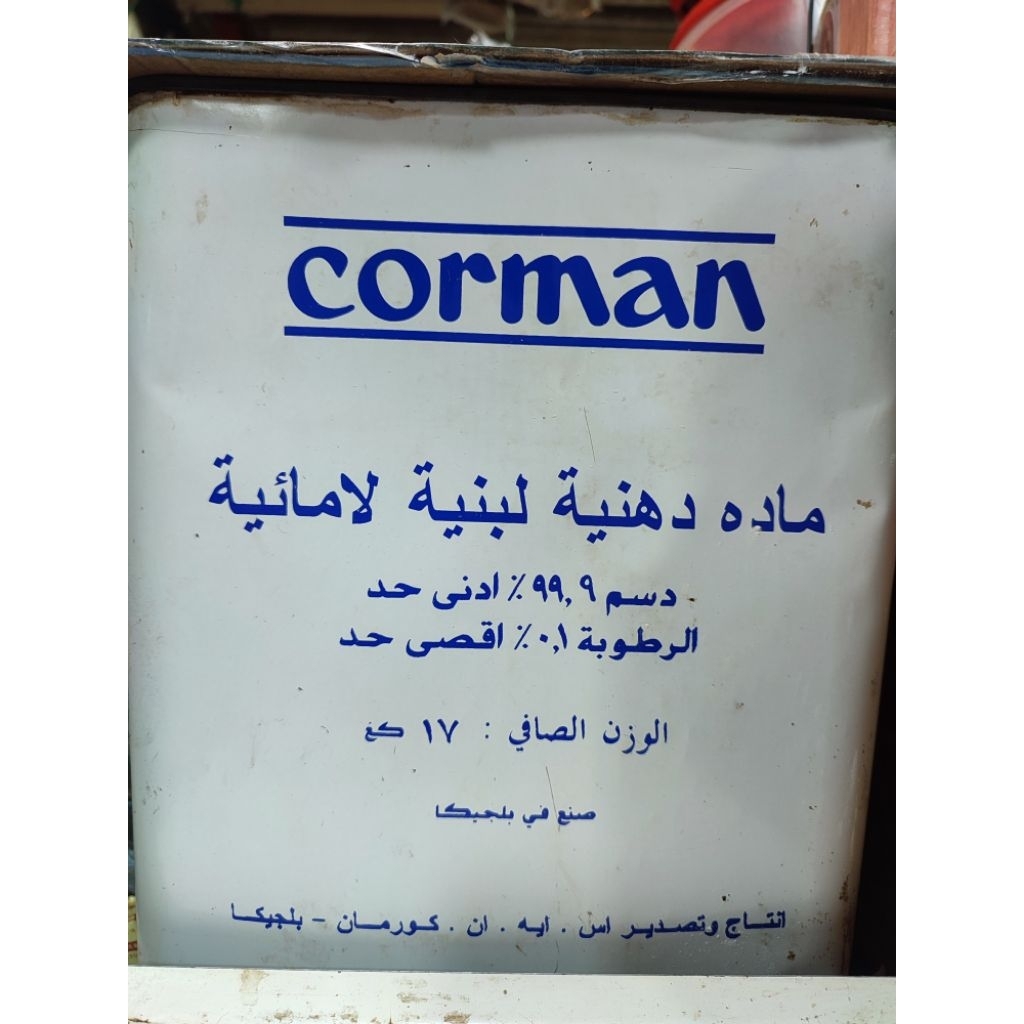 corman
ماده دهنية لبنية لامائية
دسم ٩٩,٩٪ ادنى حد
الرطوبة ٠,١٪ اقصى حد
الوزن الصافي : ١٧ كغ
صنع في بلجيكا
انتاج وتصدير اس . ايه . ان . كورمان - بلجيكا